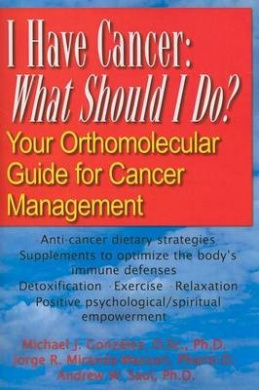 I Have Cancer:
What Should I Do?
Your Orthomolecular
Guide for Cancer
Management
· Anti-cancer dietary strategies
· Supplements to optimize the body's
immune defenses
Detoxification · Exercise · Relaxation
· Positive psychological/spiritual
empowerment
Michael J. González, D.Sc., Ph.D.
Jorge R. Miranda-Massari, Pharm.D.
Andrew W. Saul, Ph.D.